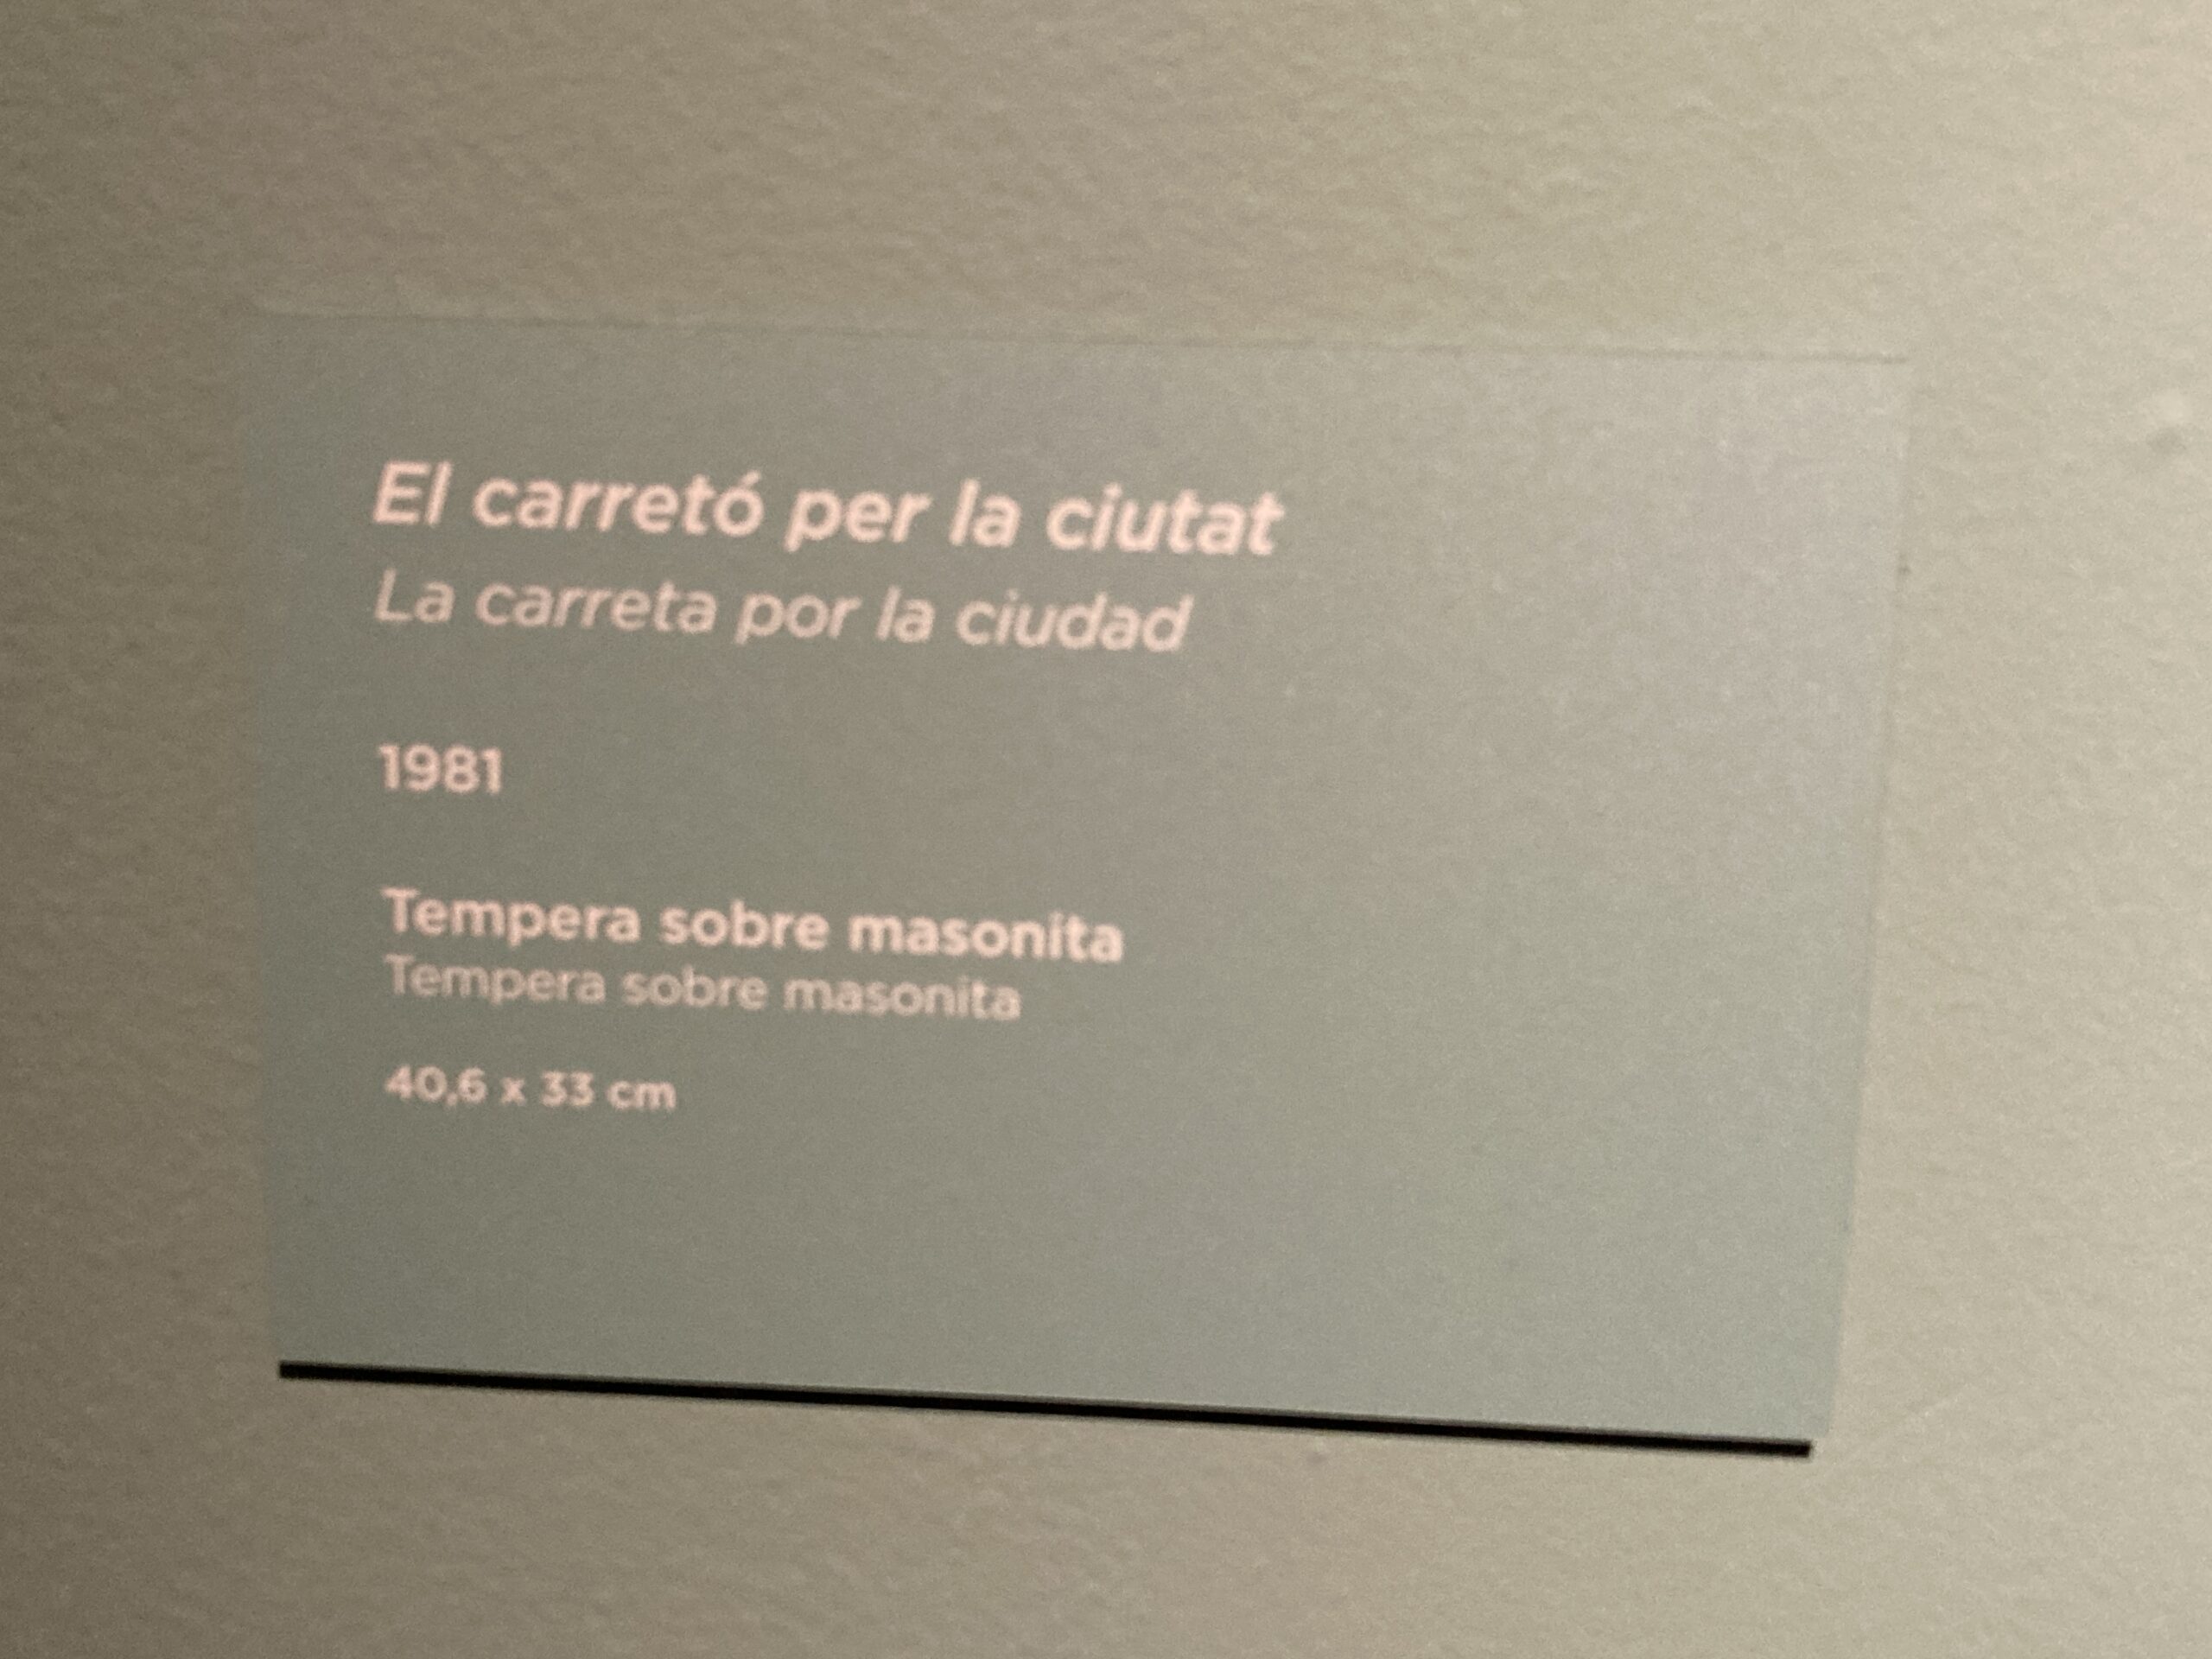 El carretó per la ciutat
La carreta por la ciudad
1981
Tempera sobre masonita
Tempera sobre masonita
40,6 x 33 cm